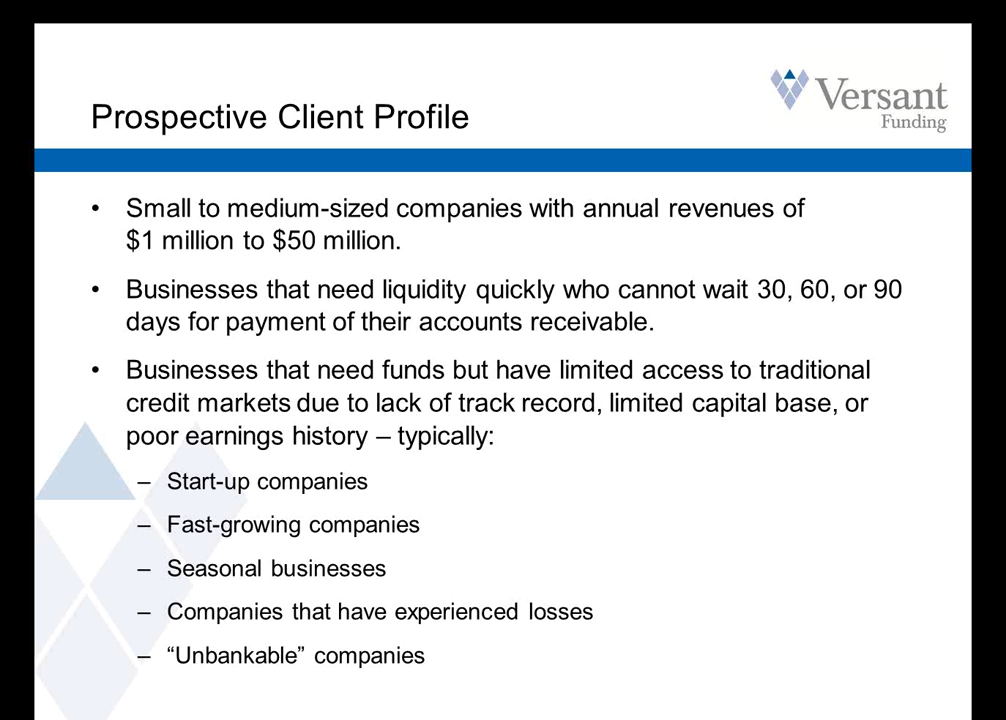 Prospective Client Profile
Versant
Funding
• Small to medium-sized companies with annual revenues of
$1 million to $50 million.
• Businesses that need liquidity quickly who cannot wait 30, 60, or 90
days for payment of their accounts receivable.
• Businesses that need funds but have limited access to traditional
credit markets due to lack of track record, limited capital base, or
poor earnings history – typically:
– Start-up companies
– Fast-growing companies
– Seasonal businesses
– Companies that have experienced losses
– “Unbankable” companies